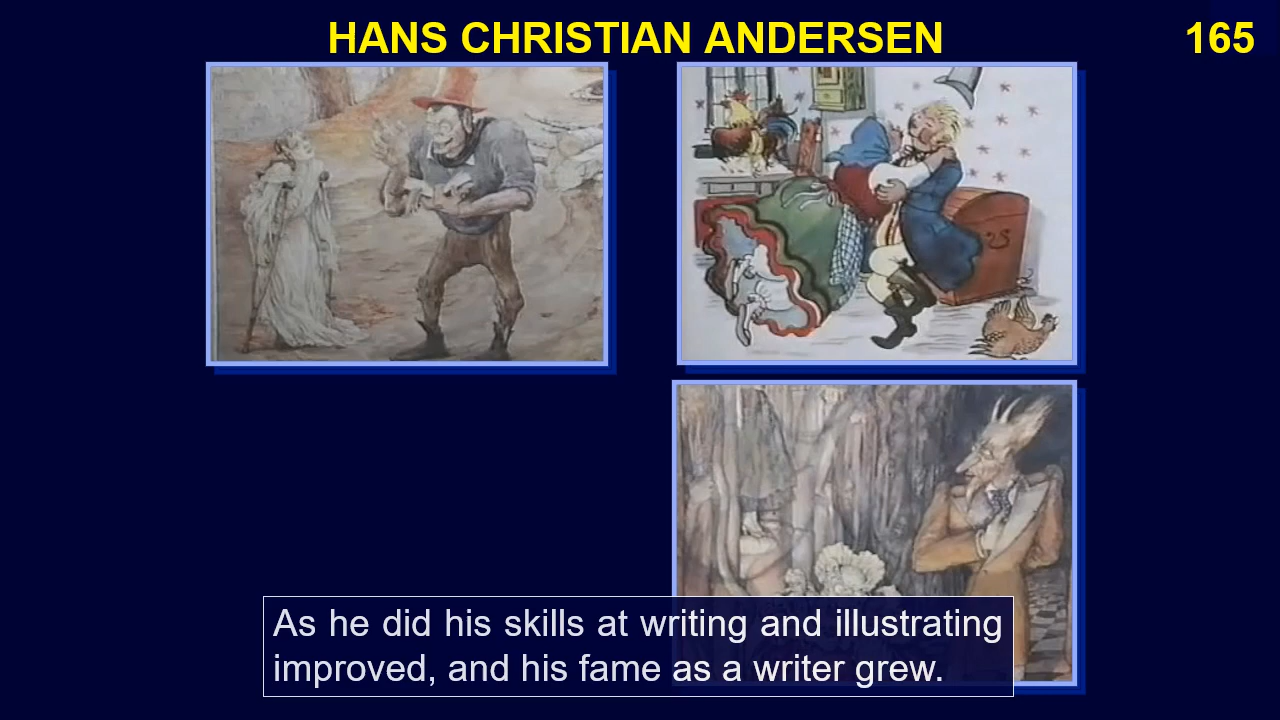 HANS CHRISTIAN ANDERSEN
165
As he did his skills at writing and illustrating
improved, and his fame as a writer grew.